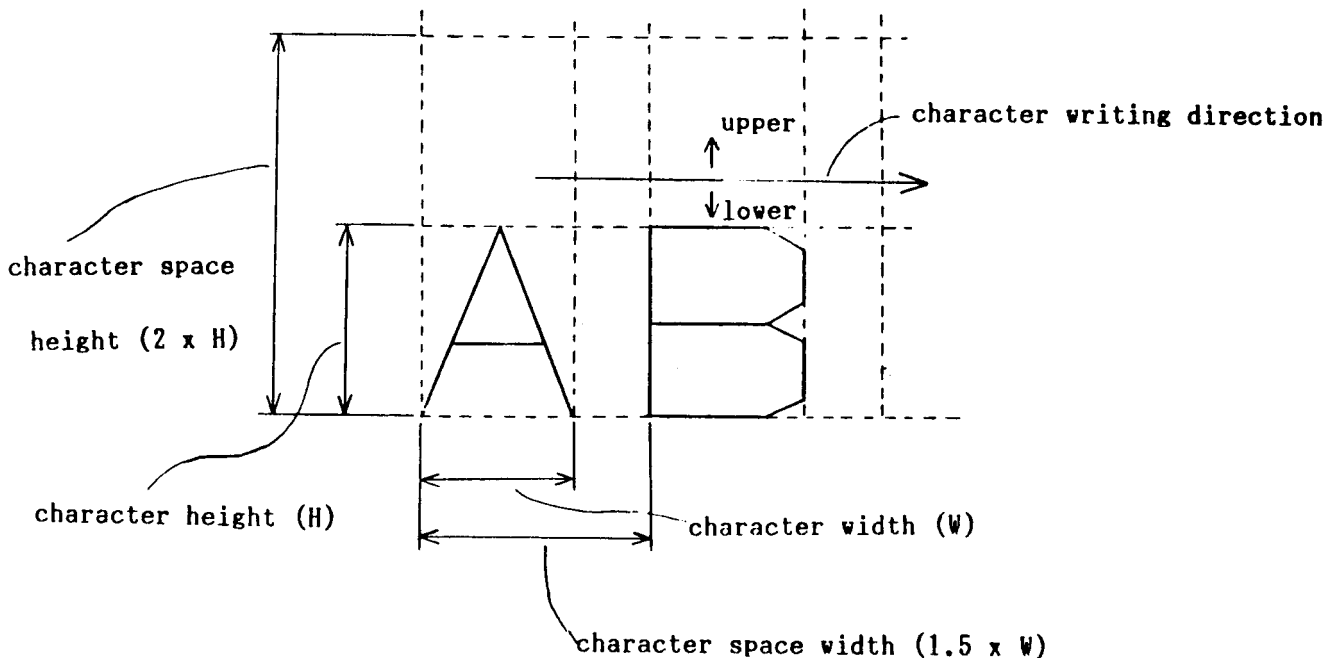 character writing direction
upper
lower
character space
height (2 x H)
A B
character height (H)
character width (W)
character space width (1.5 x W)